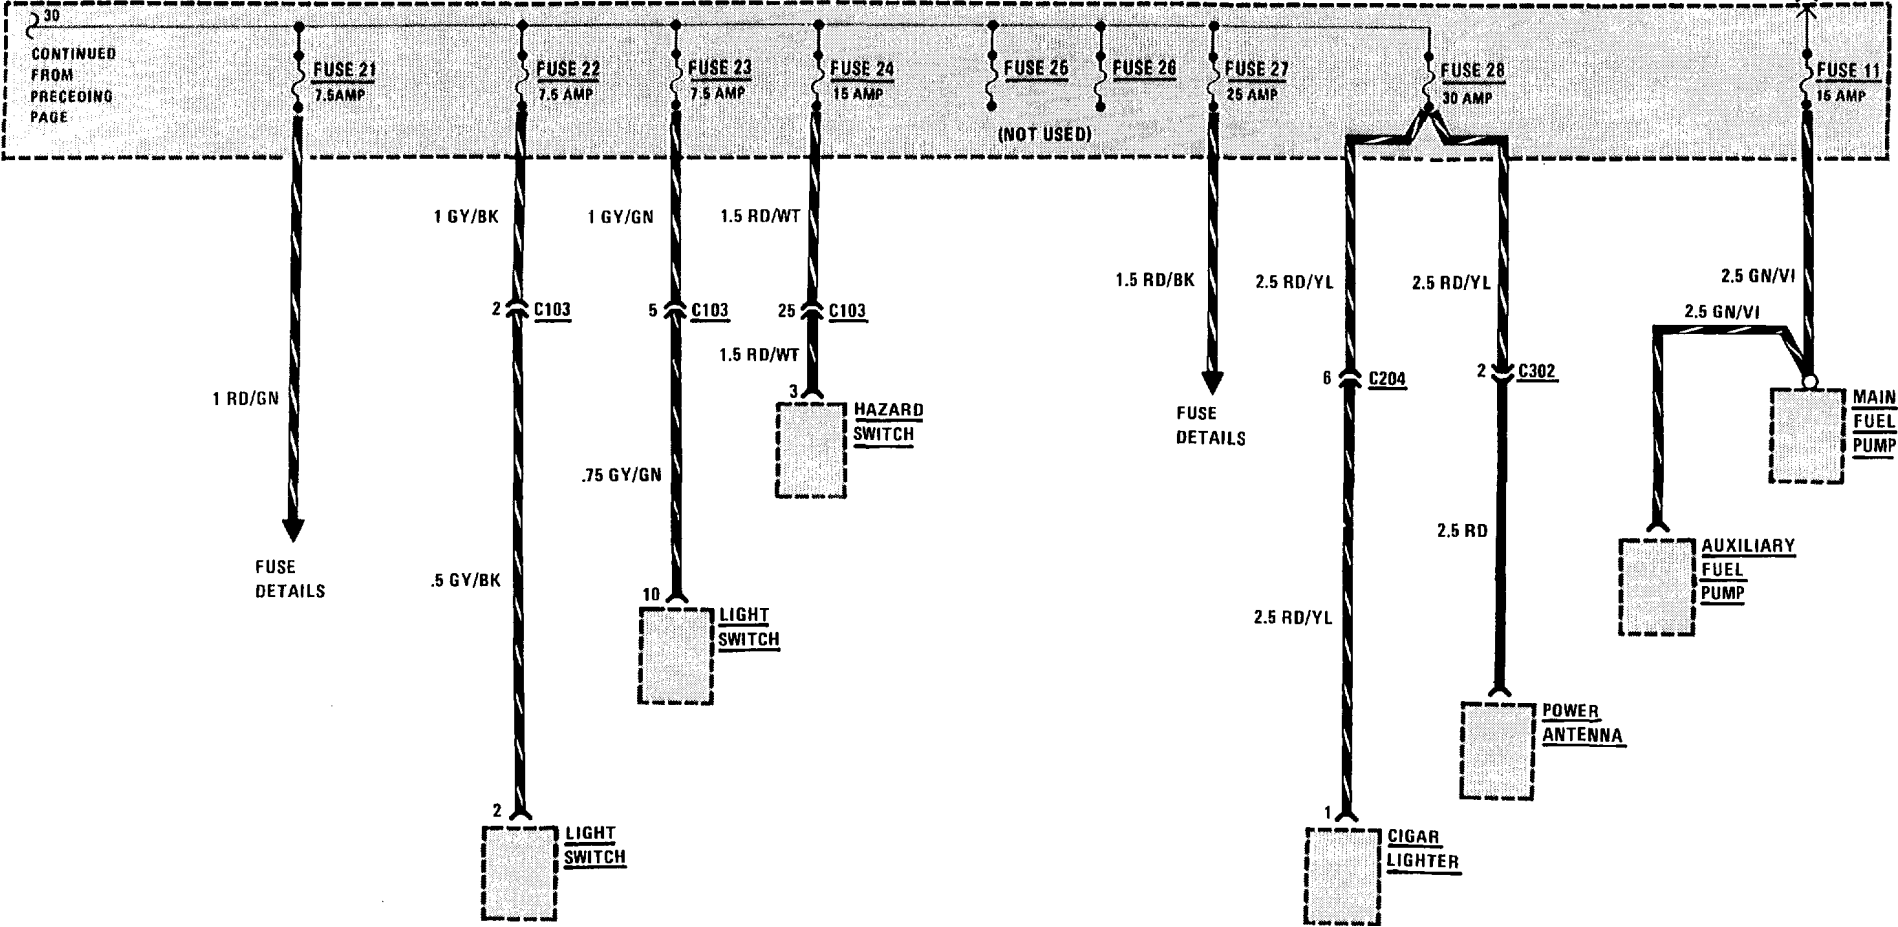 30
CONTINUED
FROM
PRECEDING
PAGE
FUSE 21
7.5AMP
FUSE 22
7.5 AMP
FUSE 23
7.5 AMP
FUSE 24
15 AMP
FUSE 25
FUSE 26
(NOT USED)
FUSE 27
25 AMP
FUSE 28
30 AMP
FUSE 11
15 AMP
1 GY/BK
1 GY/GN
1.5 RD/WT
1.5 RD/BK
2.5 RD/YL
2.5 RD/YL
2.5 GN/VI
2.5 GN/VI
2 C103
5 C103
25 C103
1.5 RD/WT
6 C204
2 C302
1 RD/GN
3
HAZARD
SWITCH
FUSE
DETAILS
MAIN
FUEL
PUMP
.75 GY/GN
2.5 RD
FUSE
DETAILS
.5 GY/BK
AUXILIARY
FUEL
PUMP
10
LIGHT
SWITCH
2.5 RD/YL
POWER
ANTENNA
2
LIGHT
SWITCH
1
CIGAR
LIGHTER